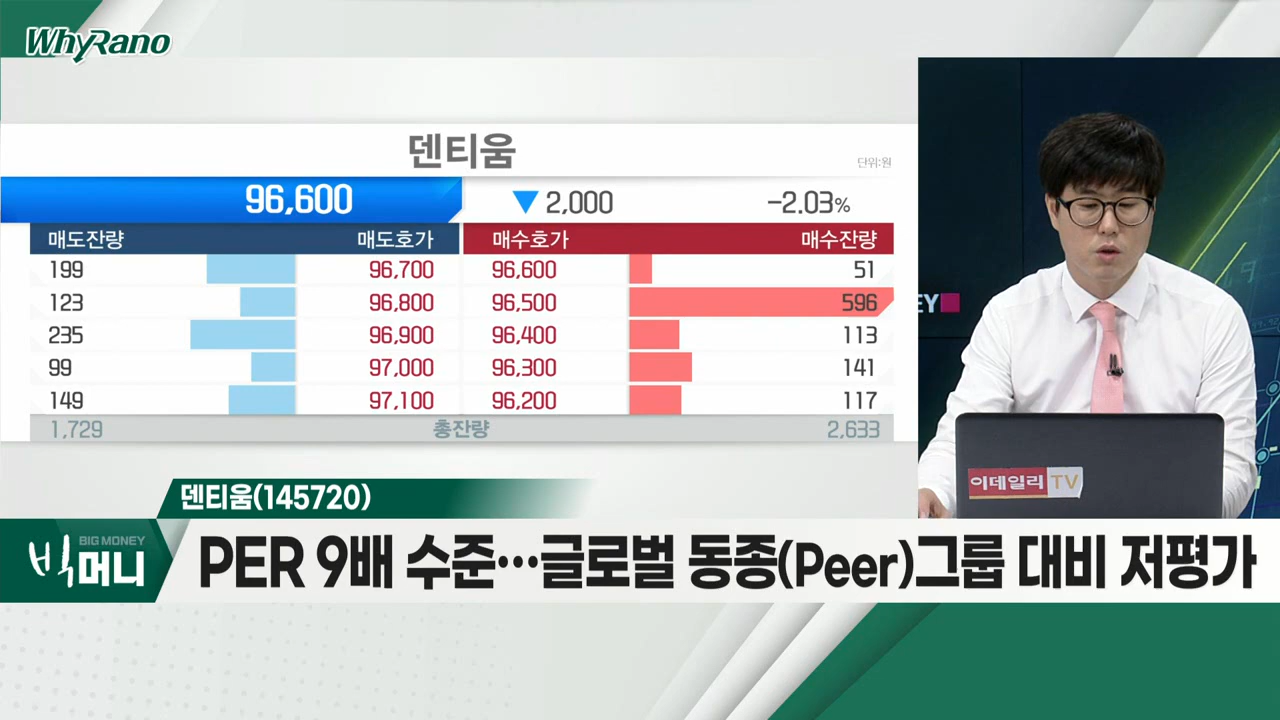 WhyRano
덴티움
단위:원
96,600 ▼ 2,000 -2.03%
매도잔량 매도호가 매수호가 매수잔량
199 96,700 96,600 51
123 96,800 96,500 596
235 96,900 96,400 113
99 97,000 96,300 141
149 97,100 96,200 117
1,729 총잔량 2,633
EY
이데일리 TV
덴티움(145720)
BIG MONEY
빅머니
PER 9배 수준…글로벌 동종(Peer)그룹 대비 저평가